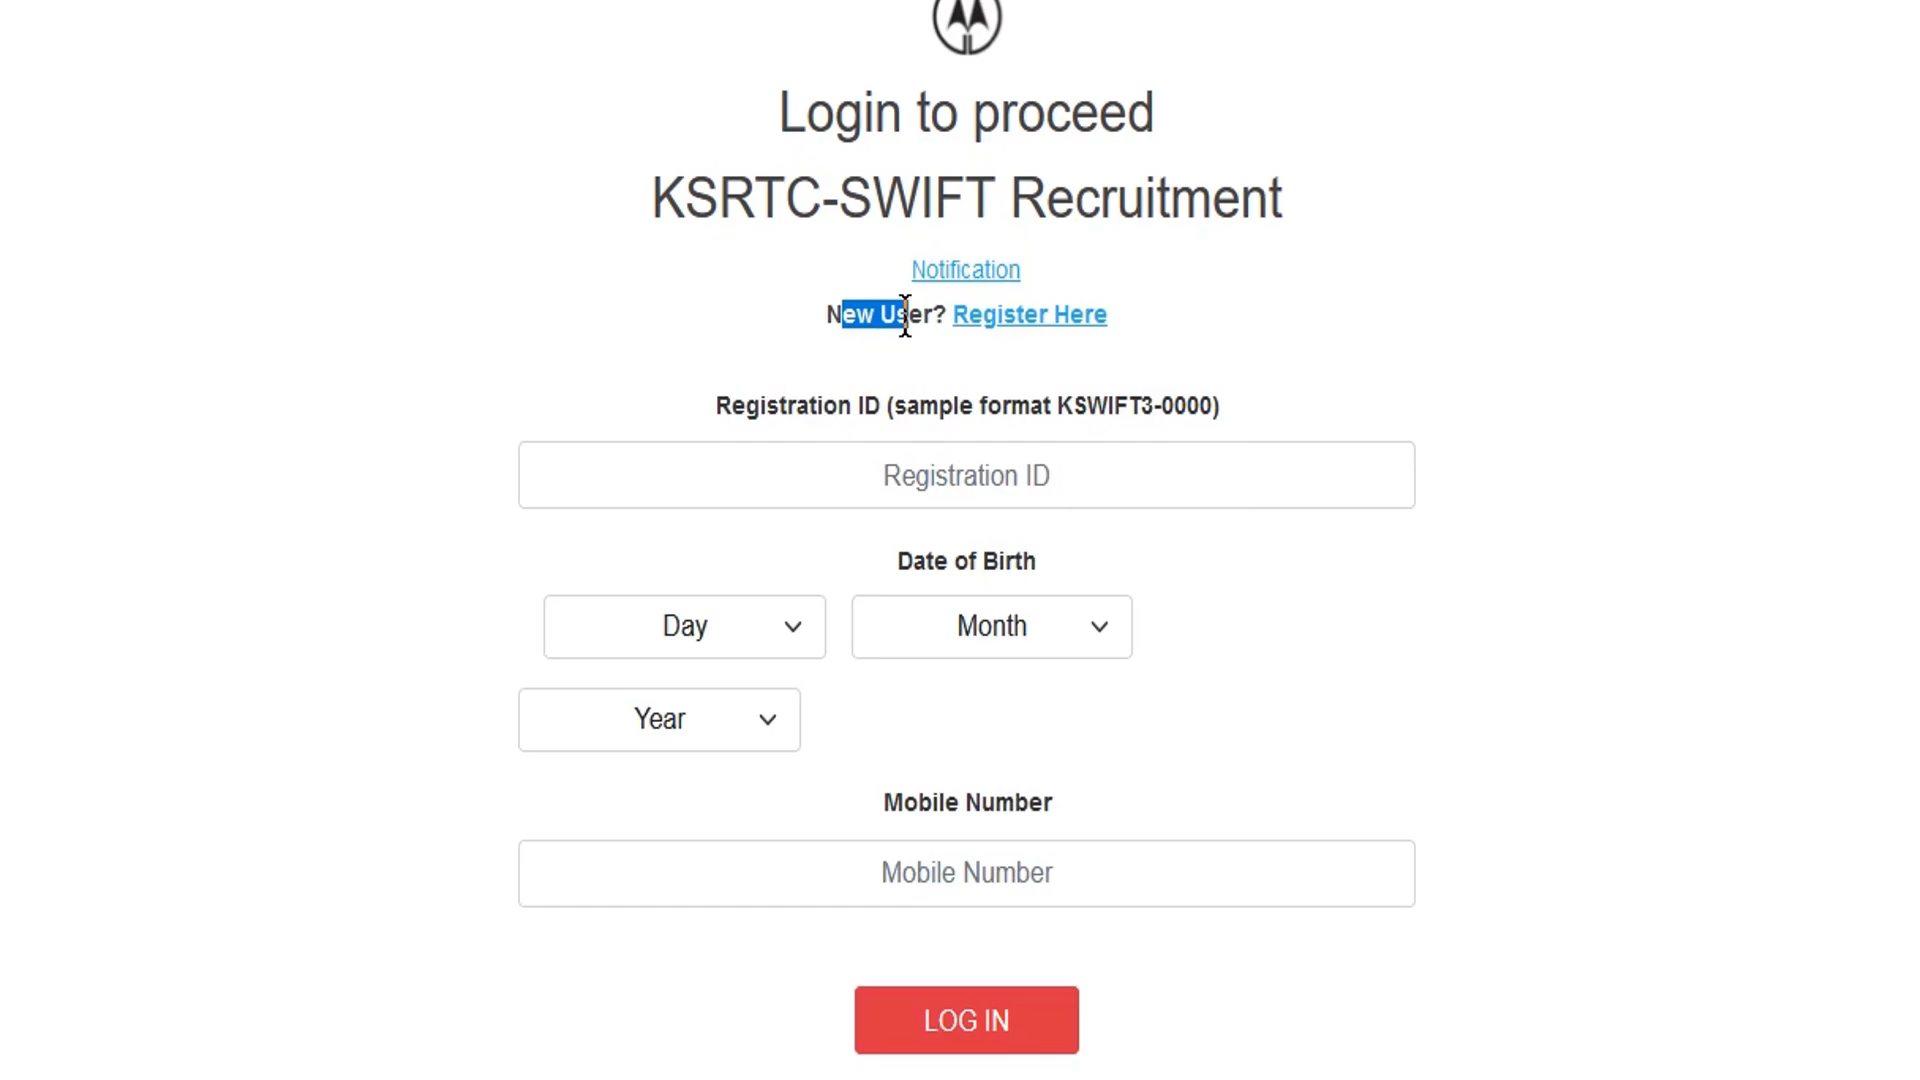 Login to proceed
KSRTC-SWIFT Recruitment
Notification
New User? Register Here
Registration ID (sample format KSWIFT3-0000)
Registration ID
Date of Birth
Day
Month
Year
Mobile Number
Mobile Number
LOG IN